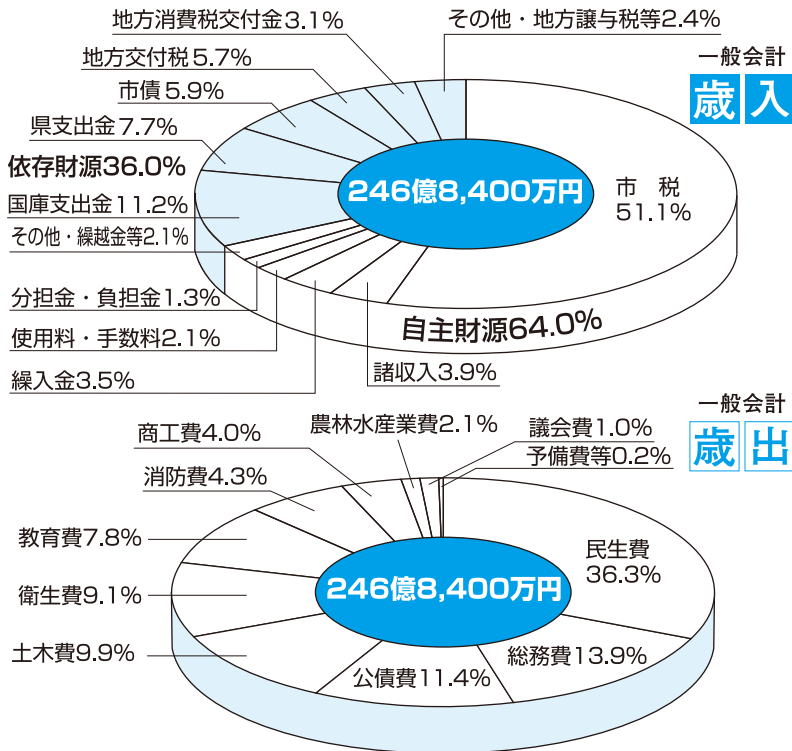 地方消費税交付金3.1%
その他・地方譲与税等2.4%
一般会計
歳入
地方交付税5.7%
市債5.9%
県支出金7.7%
依存財源36.0%
国庫支出金11.2%
その他・繰越金等2.1%
246億8,400万円
市 税
51.1%
分担金・負担金1.3%
使用料・手数料2.1%
繰入金3.5%
諸収入3.9%
自主財源64.0%
一般会計
歳出
商工費4.0%
農林水産業費2.1%
議会費1.0%
予備費等0.2%
消防費4.3%
教育費7.8%
衛生費9.1%
土木費9.9%
246億8,400万円
民生費
36.3%
総務費13.9%
公債費11.4%